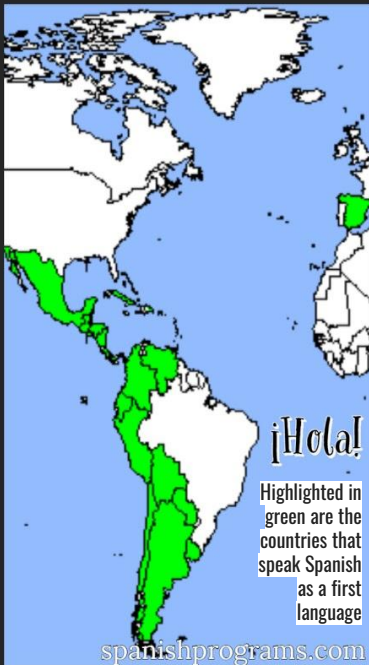 ¡Hola!
Highlighted in
green are the
countries that
speak Spanish
as a first
language
spanishprograms.com